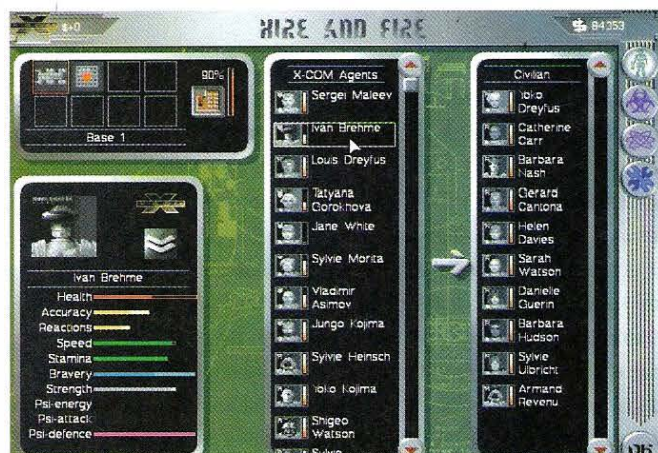 HIRE AND FIRE
$ 84353
90%
Base 1
Ivan Brehme
Health
Accuracy
Reactions
Speed
Stamina
Bravery
Strength
Psi-energy
Psi-attack
Psi-defence
X-COM Agents
Sergei Maleev
Ivan Brehme
Louis Dreyfus
Tatyana
Gorokhova
Jane White
Sylvie Morita
Vladimir
Asimov
Jungo Kojima
Sylvie Heinsch
Yoko Kojima
Shigeo
Watson
Sylvie
Civilian
Yoko
Dreyfus
Catherine
Carr
Barbara
Nash
Gerard
Cantona
Helen
Davies
Sarah
Watson
Danielle
Guerin
Barbara
Hudson
Sylvie
Ulbricht
Armand
Revenu